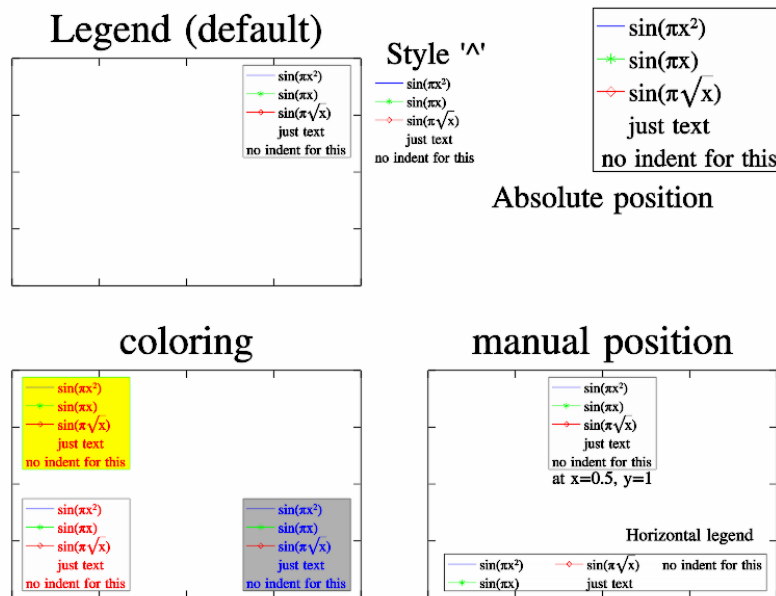 Legend (default)
sin(πx²)
sin(πx)
sin(π√x)
just text
no indent for this
Style '^'
sin(πx²)
sin(πx)
sin(π√x)
just text
no indent for this
sin(πx²)
sin(πx)
sin(π√x)
just text
no indent for this
Absolute position
coloring
sin(πx²)
sin(πx)
sin(π√x)
just text
no indent for this
sin(πx²)
sin(πx)
sin(π√x)
just text
no indent for this
sin(πx²)
sin(πx)
sin(π√x)
just text
no indent for this
manual position
sin(πx²)
sin(πx)
sin(π√x)
just text
no indent for this
at x=0.5, y=1
Horizontal legend
sin(πx²) sin(π√x) no indent for this
sin(πx) just text